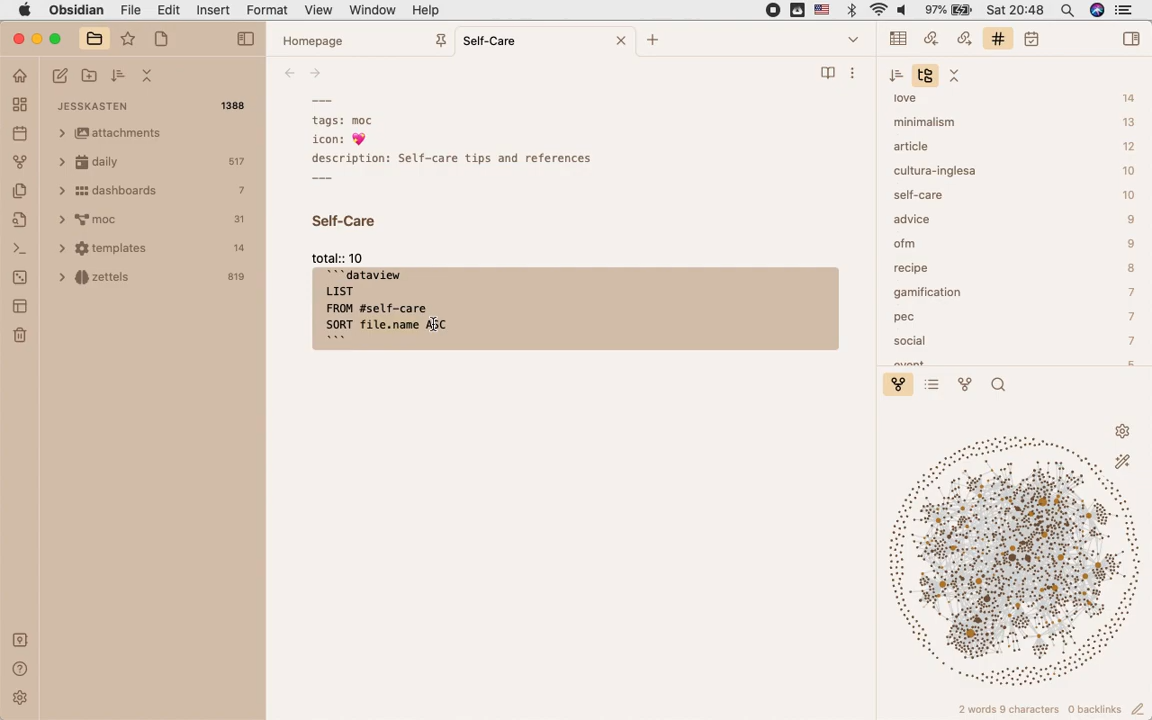 Obsidian File Edit Insert Format View Window Help 97% Sat 20:48
Homepage Self-Care
JESSKASTEN 1388
attachments
daily 517
dashboards 7
moc 31
templates 14
zettels 819
---
tags: moc
icon: 💖
description: Self-care tips and references
---
Self-Care
total:: 10
```dataview
LIST
FROM #self-care
SORT file.name ASC
```
love 14
minimalism 13
article 12
cultura-inglesa 10
self-care 10
advice 9
ofm 9
recipe 8
gamification 7
pec 7
social 7
event 5
2 words 9 characters 0 backlinks